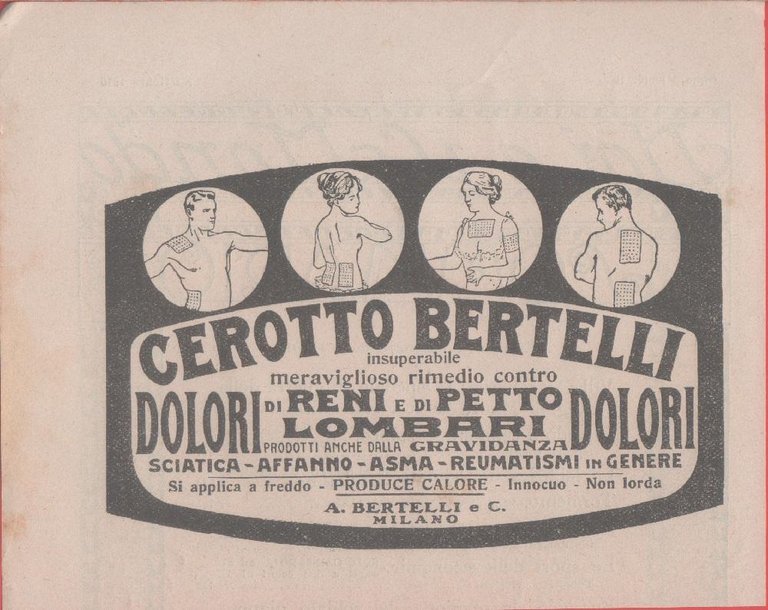 CEROTTO BERTELLI
insuperabile
meraviglioso rimedio contro
DOLORI DI RENI E DI PETTO DOLORI
LOMBARI
PRODOTTI ANCHE DALLA GRAVIDANZA
SCIATICA - AFFANNO - ASMA - REUMATISMI IN GENERE
Si applica a freddo - PRODUCE CALORE - Innocuo - Non lorda
A. BERTELLI e C.
MILANO